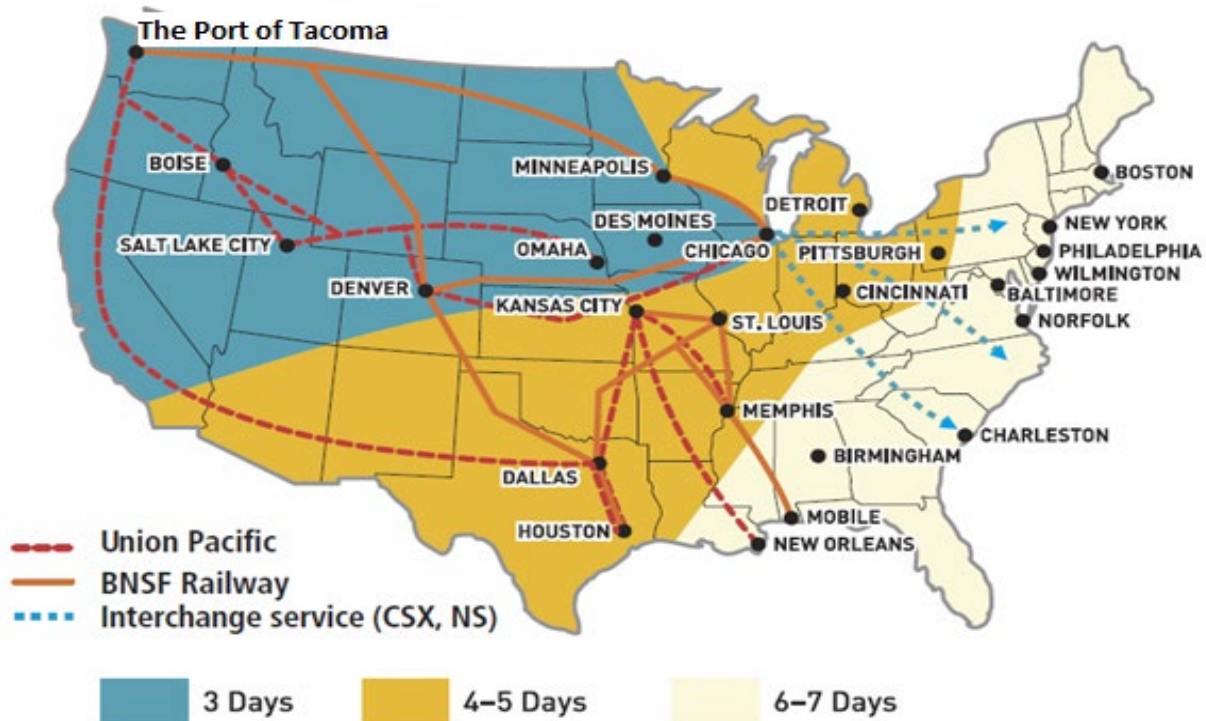 The Port of Tacoma
BOISE
MINNEAPOLIS
BOSTON
DETROIT
DES MOINES
NEW YORK
SALT LAKE CITY
OMAHA
CHICAGO
PITTSBURGH
PHILADELPHIA
WILMINGTON
DENVER
KANSAS CITY
CINCINNATI
BALTIMORE
ST. LOUIS
NORFOLK
MEMPHIS
CHARLESTON
BIRMINGHAM
DALLAS
MOBILE
HOUSTON
NEW ORLEANS
Union Pacific
BNSF Railway
Interchange service (CSX, NS)
3 Days
4–5 Days
6–7 Days